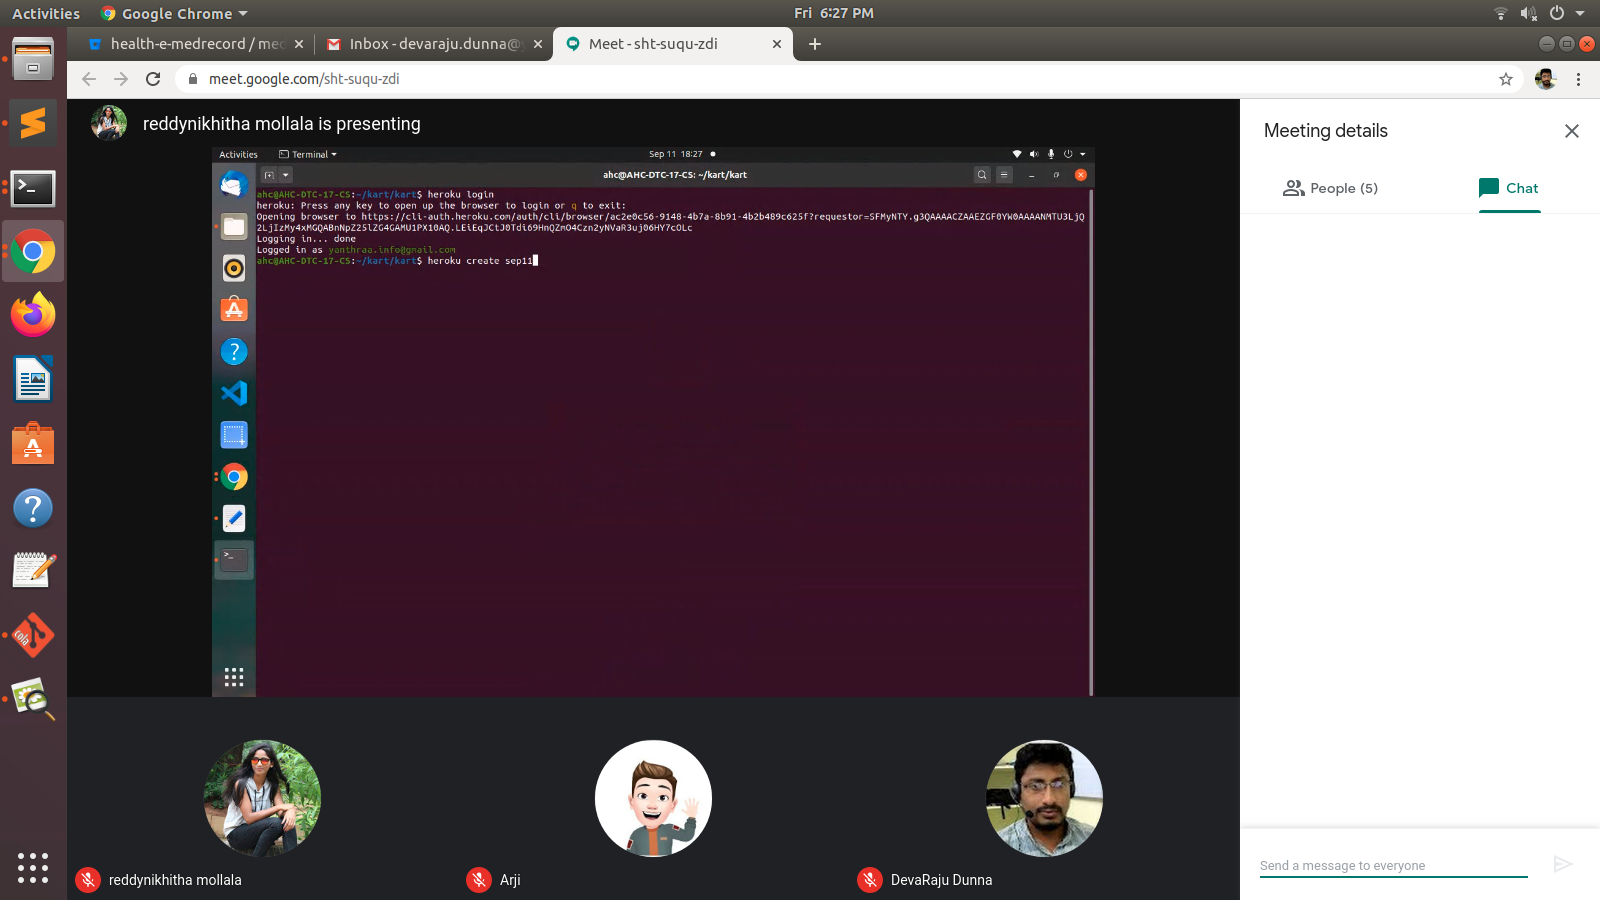 Activities Google Chrome Fri 6:27 PM
health-e-medrecord / med Inbox - devaraju.dunna@ Meet - sht-suqu-zdi
meet.google.com/sht-suqu-zdi
reddynikhitha mollala is presenting
Activities Terminal Sep 11 18:27
ahc@AHC-DTC-17-CS: ~/kart/kart
ahc@AHC-DTC-17-CS:~/kart/kart$ heroku login
heroku: Press any key to open up the browser to login or q to exit:
Opening browser to https://cli-auth.heroku.com/auth/cli/browser/ac2e0c56-9148-4b7a-8b91-4b2b489c625f?requestor=SFMyNTY.g3QAAAACZAAEZGF0YW0AAAANMTU3LjQ
2LjIzMy4xMGQABnNpZ25lZG4GAMU1PX10AQ.LEiEqJCtJ0Tdi69HnQZmO4Czn2yNVaR3uj06HY7cOLc
Logging in... done
Logged in as yanthraa.info@gmail.com
ahc@AHC-DTC-17-CS:~/kart/kart$ heroku create sep11
Meeting details
People (5) Chat
Send a message to everyone
reddynikhitha mollala Arji DevaRaju Dunna